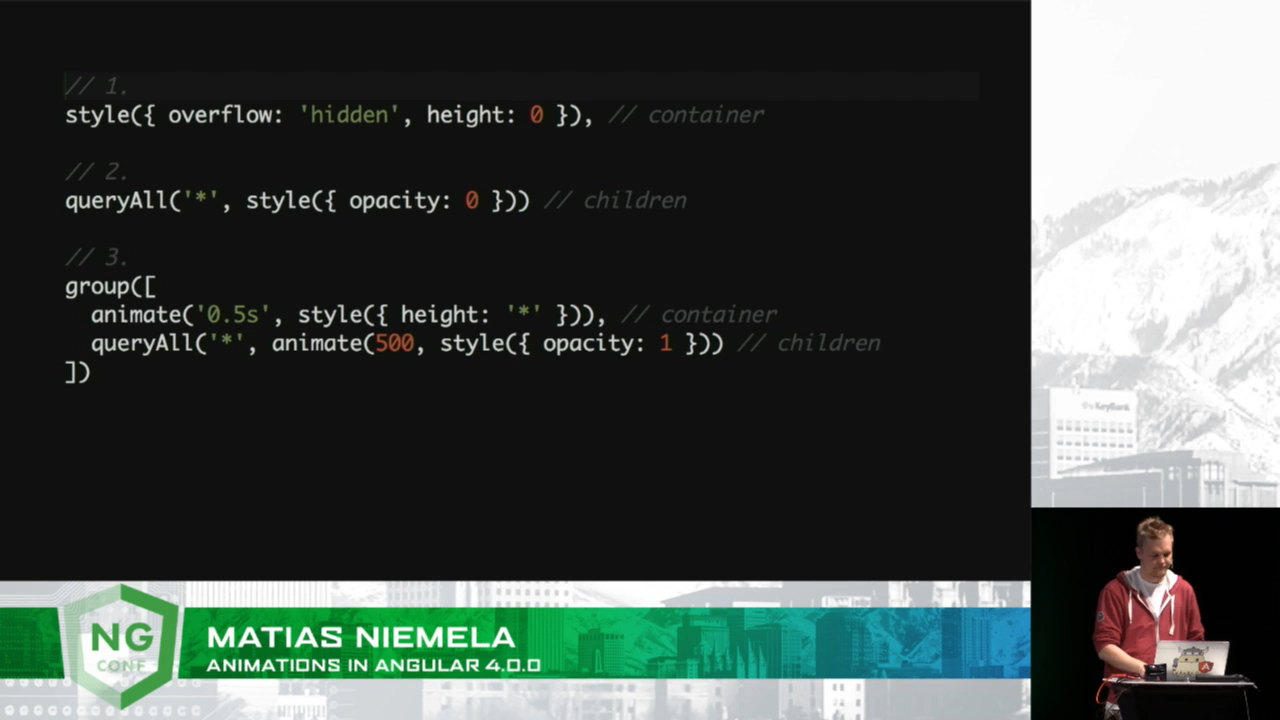 // 1.
style({ overflow: 'hidden', height: 0 }), // container
// 2.
queryAll('*', style({ opacity: 0 })) // children
// 3.
group([
animate('0.5s', style({ height: '*' })), // container
queryAll('*', animate(500, style({ opacity: 1 })) // children
])
KeyBank
NG
CONF
MATIAS NIEMELA
ANIMATIONS IN ANGULAR 4.0.0